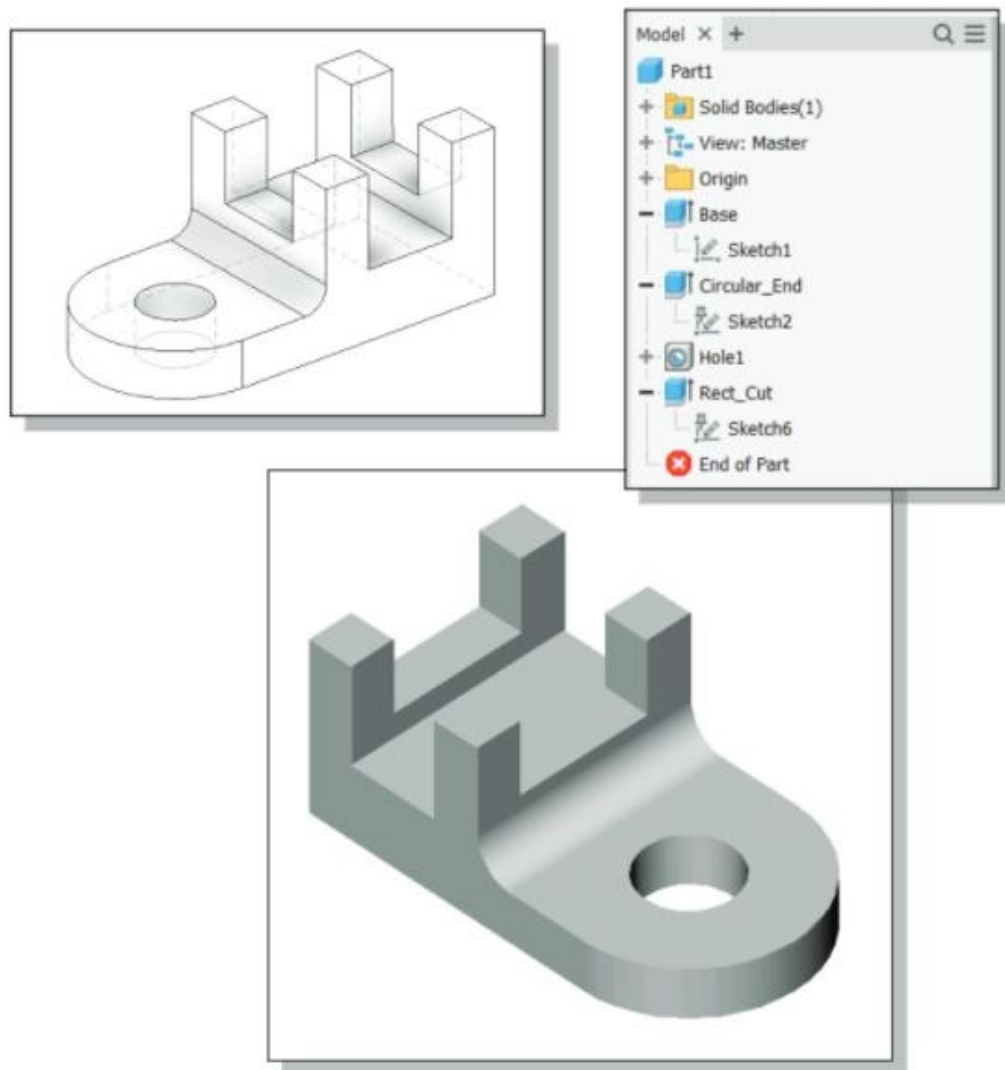 Model × +
Part1
Solid Bodies(1)
View: Master
Origin
Base
Sketch1
Circular_End
Sketch2
Hole1
Rect_Cut
Sketch6
End of Part